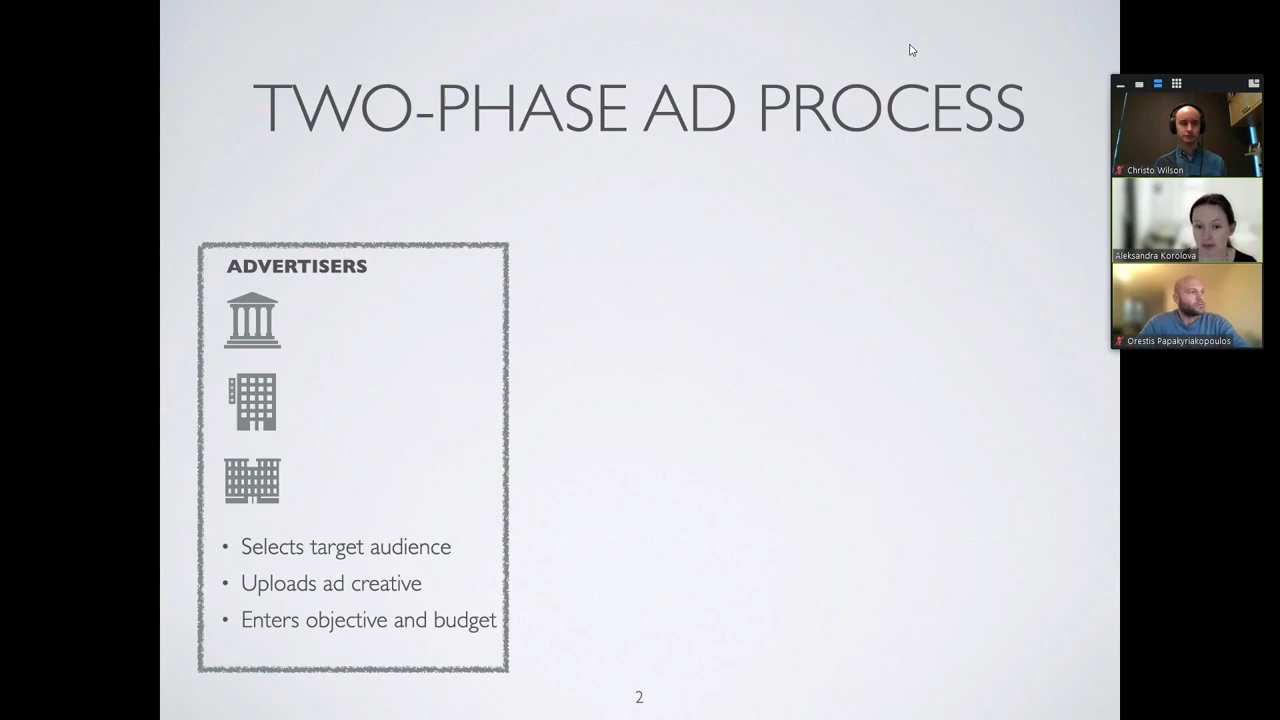 TWO-PHASE AD PROCESS
ADVERTISERS
• Selects target audience
• Uploads ad creative
• Enters objective and budget
2
Christo Wilson
Aleksandra Korolova
Orestis Papakyriakopoulos